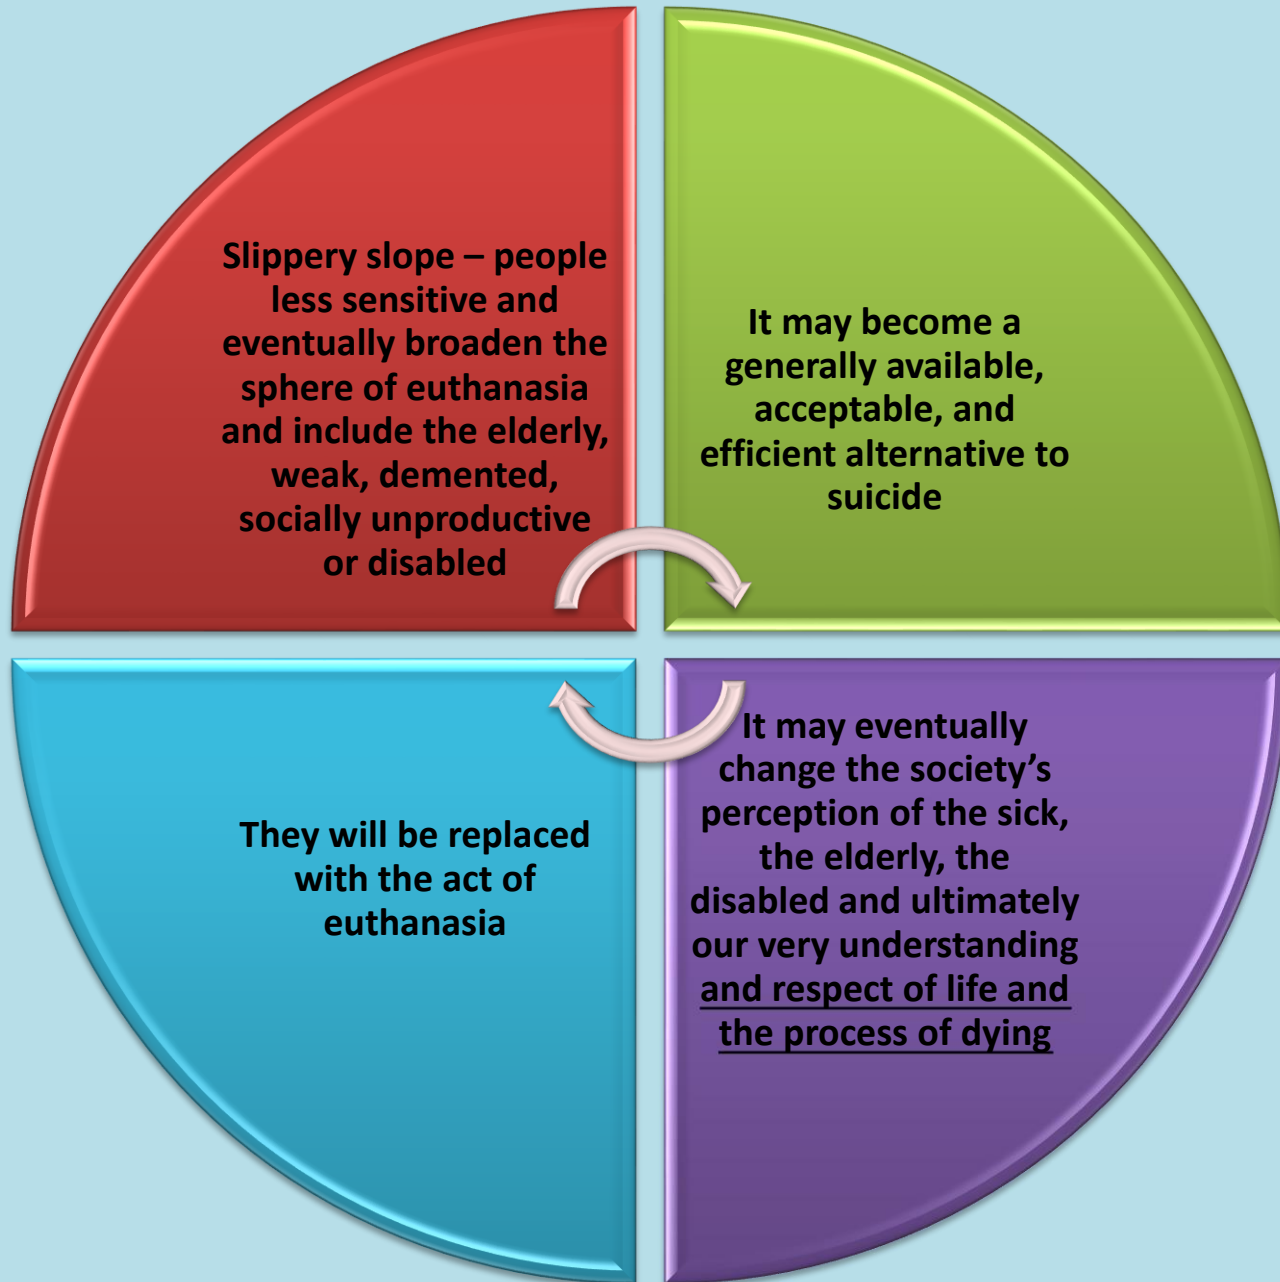 Slippery slope – people
less sensitive and
eventually broaden the
sphere of euthanasia
and include the elderly,
weak, demented,
socially unproductive
or disabled
It may become a
generally available,
acceptable, and
efficient alternative to
suicide
They will be replaced
with the act of
euthanasia
It may eventually
change the society’s
perception of the sick,
the elderly, the
disabled and ultimately
our very understanding
and respect of life and
the process of dying